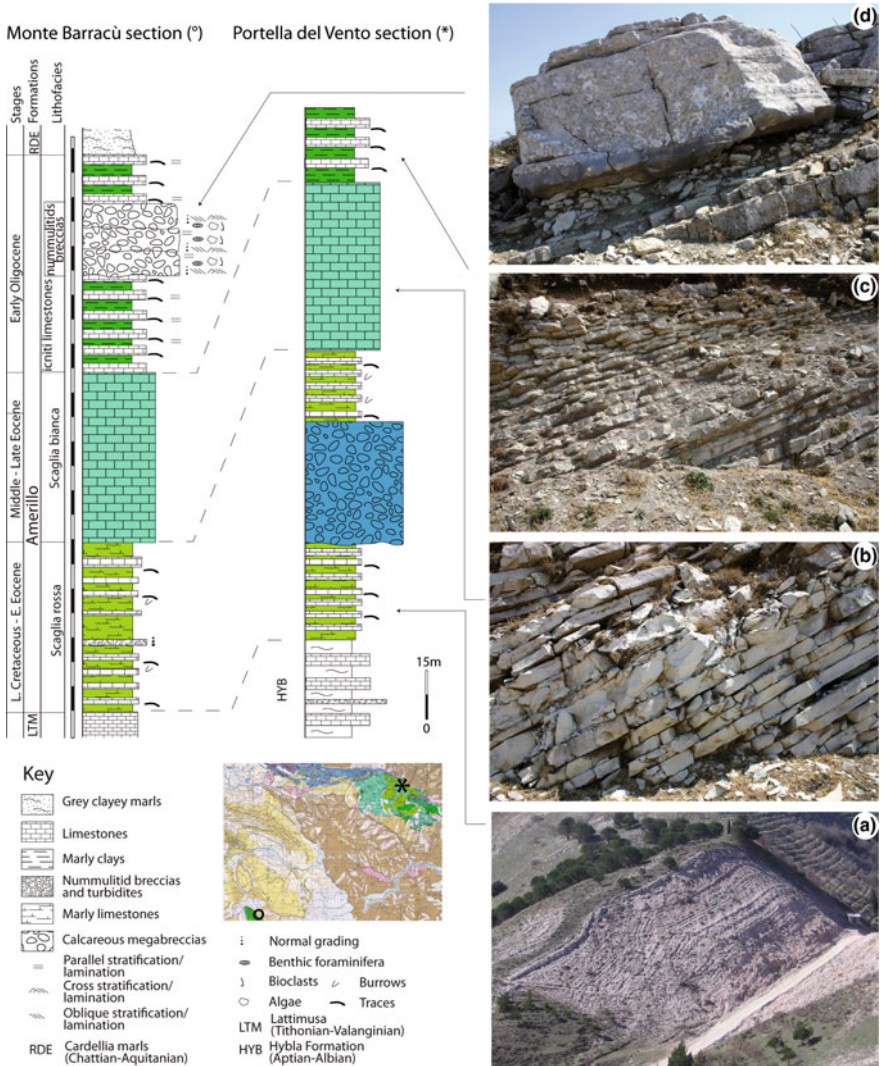 Monte Barracù section (°)
Portella del Vento section (*)
Stages
Formations
Lithofacies
RDE
Early Oligocene
Middle - Late Eocene
L. Cretaceous - E. Eocene
Amerillo
LTM
nummulitids
breccias
icniti limestones
Scaglia bianca
Scaglia rossa
HYB
15m
0
(d)
(c)
(b)
(a)
Key
Grey clayey marls
Limestones
Marly clays
Nummulitid breccias
and turbidites
Marly limestones
Calcareous megabreccias
Parallel stratification/
lamination
Cross stratification/
lamination
Oblique stratification/
lamination
RDE Cardellia marls
(Chattian-Aquitanian)
*
o
Normal grading
Benthic foraminifera
Bioclasts Burrows
Algae Traces
LTM Lattimusa
(Tithonian-Valanginian)
HYB Hybla Formation
(Aptian-Albian)